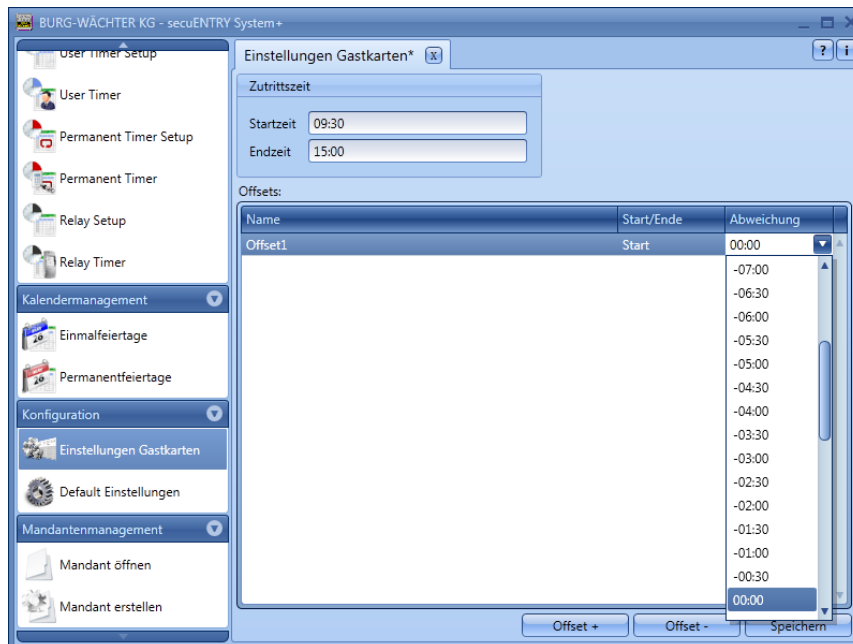 BURG-WÄCHTER KG - secuENTRY System+
User Timer Setup
User Timer
Permanent Timer Setup
Permanent Timer
Relay Setup
Relay Timer
Kalendermanagement
Einmalfeiertage
Permanentfeiertage
Konfiguration
Einstellungen Gastkarten
Default Einstellungen
Mandantenmanagement
Mandant öffnen
Mandant erstellen
Einstellungen Gastkarten* X
? i
Zutrittszeit
Startzeit 09:30
Endzeit 15:00
Offsets:
Name Start/Ende Abweichung
Offset1 Start 00:00
-07:00
-06:30
-06:00
-05:30
-05:00
-04:30
-04:00
-03:30
-03:00
-02:30
-02:00
-01:30
-01:00
-00:30
00:00
Offset + Offset - Speichern